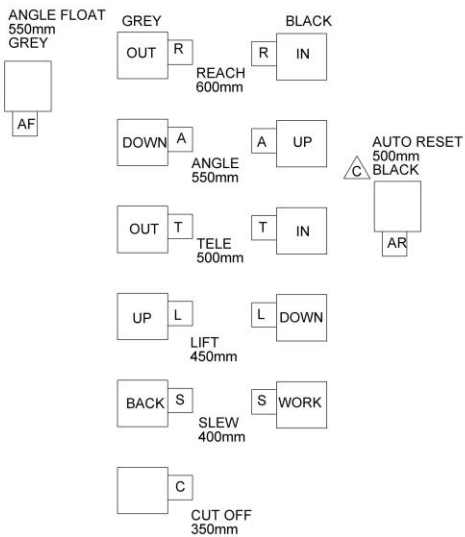 ANGLE FLOAT
550mm
GREY
AF
GREY
BLACK
OUT
R
R
IN
REACH
600mm
DOWN
A
A
UP
ANGLE
550mm
AUTO RESET
500mm
BLACK
C
AR
OUT
T
T
IN
TELE
500mm
UP
L
L
DOWN
LIFT
450mm
BACK
S
S
WORK
SLEW
400mm
C
CUT OFF
350mm